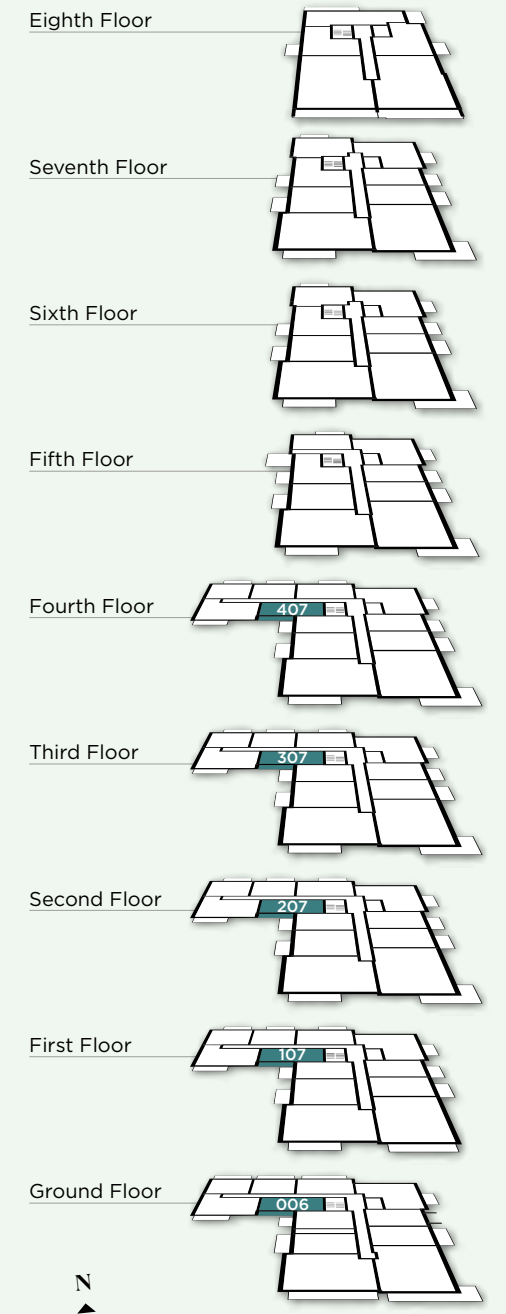 Eighth Floor
Seventh Floor
Sixth Floor
Fifth Floor
Fourth Floor
407
Third Floor
307
Second Floor
207
First Floor
107
Ground Floor
006
N